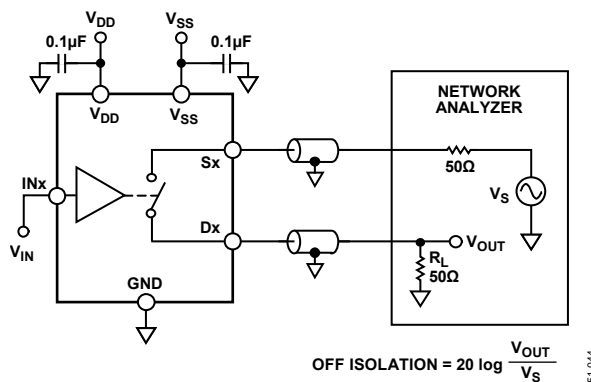 VDD
VSS
0.1µF
0.1µF
VDD
VSS
NETWORK
ANALYZER
Sx
50Ω
VS
INx
Dx
VOUT
VIN
RL
50Ω
GND
OFF ISOLATION = 20 log VOUT
VS